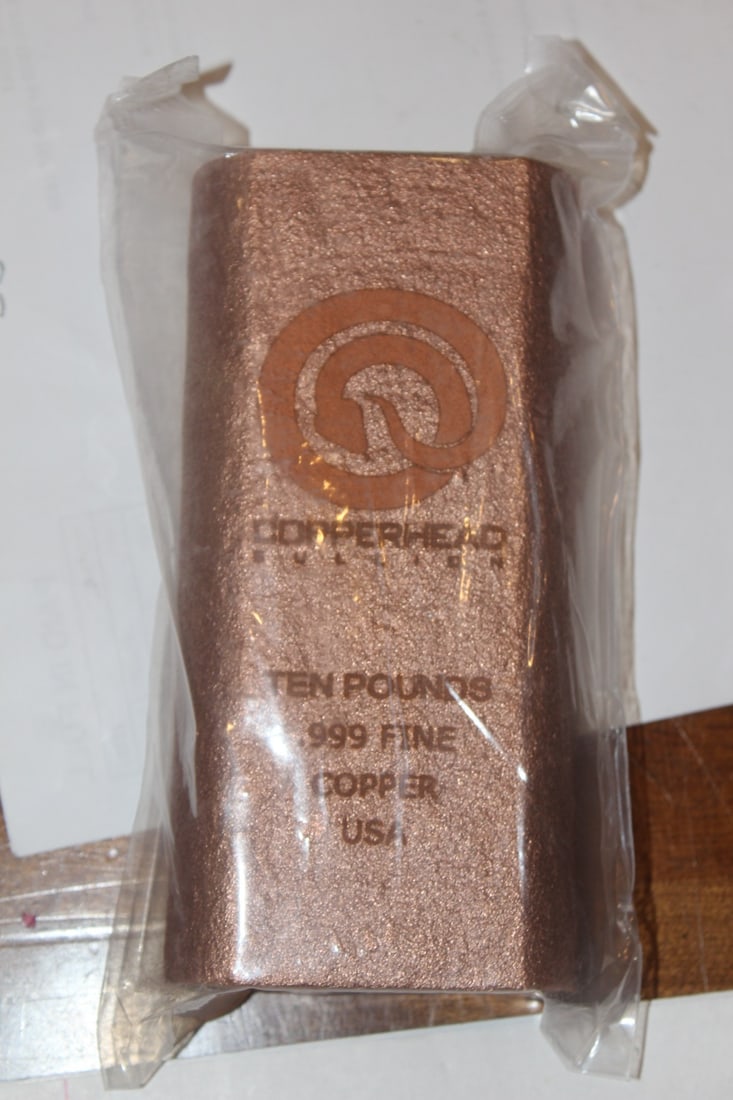 COPPERHEAD
BULLION
TEN POUNDS
.999 FINE
COPPER
USA